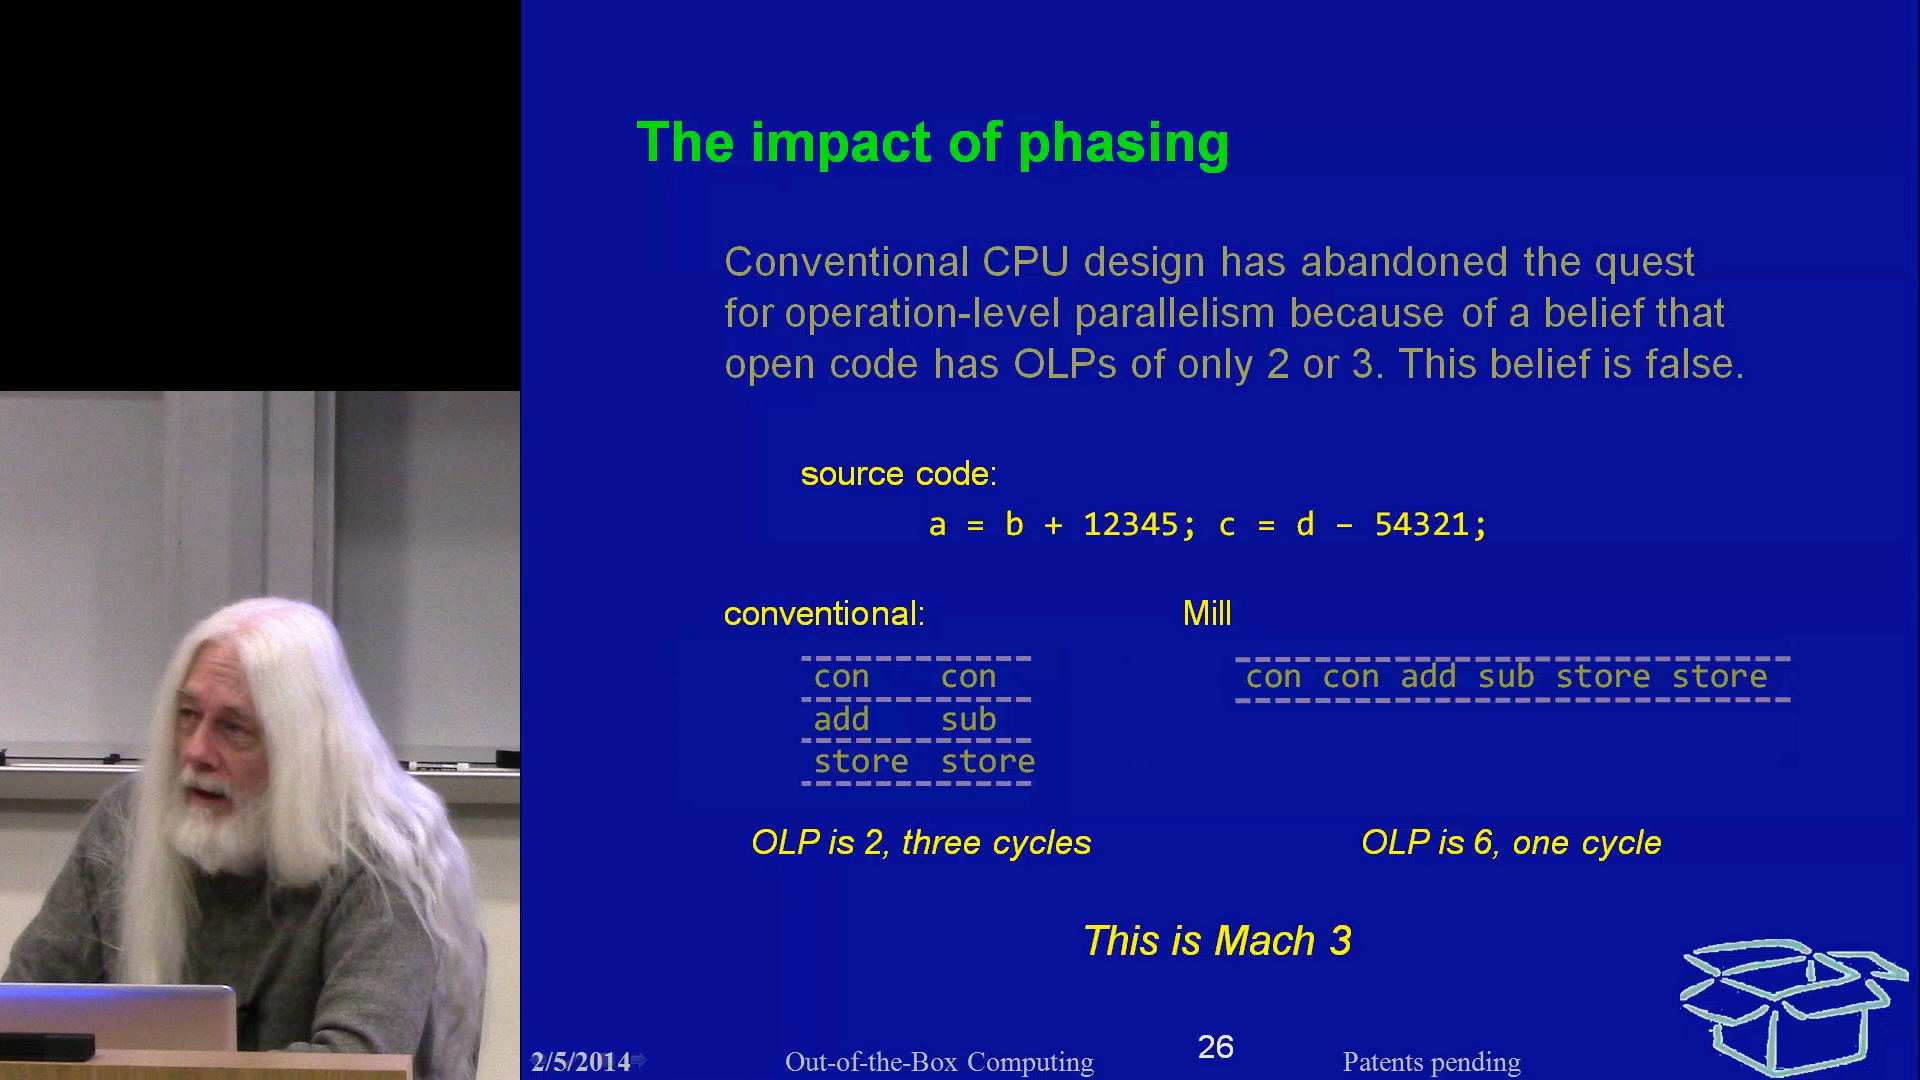 The impact of phasing
Conventional CPU design has abandoned the quest
for operation-level parallelism because of a belief that
open code has OLPs of only 2 or 3. This belief is false.
source code:
a = b + 12345; c = d – 54321;
conventional:
con con
add sub
store store
OLP is 2, three cycles
Mill
con con add sub store store
OLP is 6, one cycle
This is Mach 3
2/5/2014
Out-of-the-Box Computing
26
Patents pending